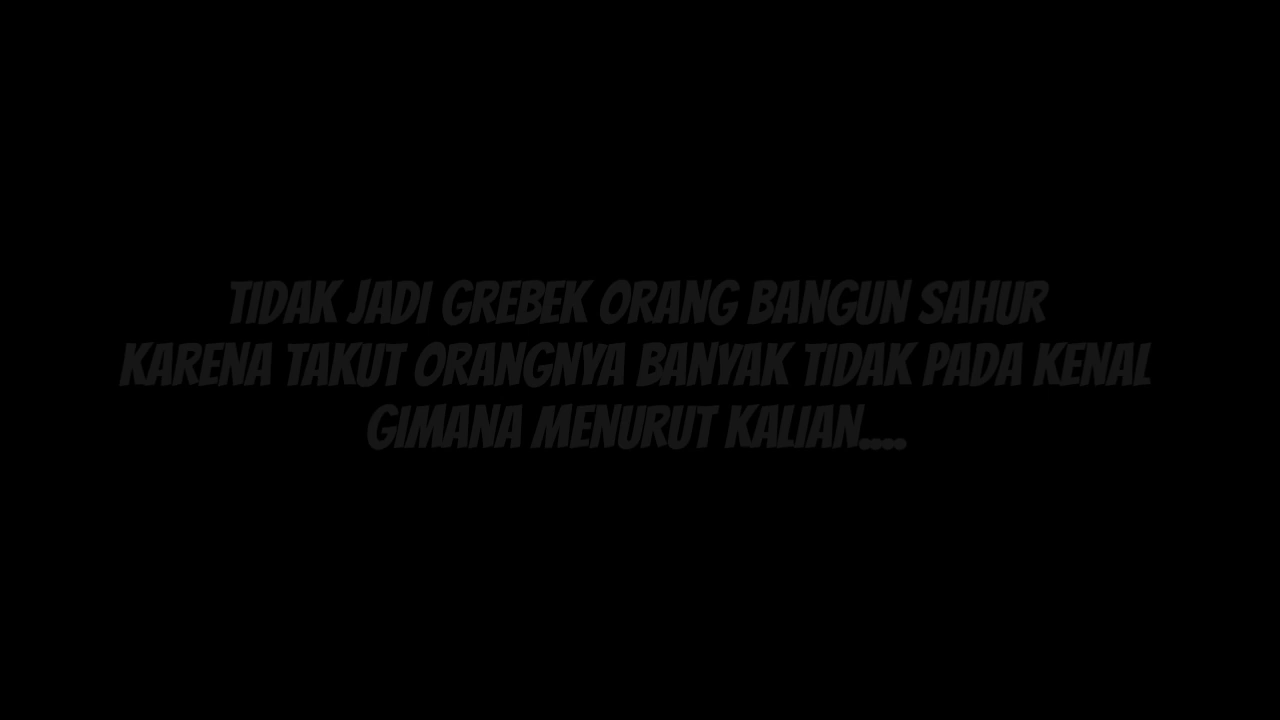 TIDAK JADI GREBEK ORANG BANGUN SAHUR
KARENA TAKUT ORANGNYA BANYAK TIDAK PADA KENAL
GIMANA MENURUT KALIAN....